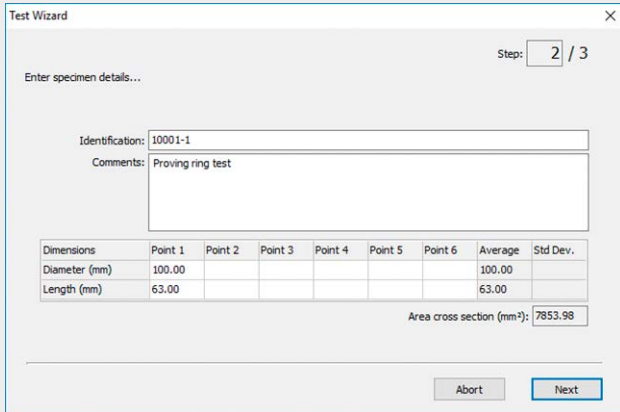 Test Wizard
Step: 2 / 3
Enter specimen details...
Identification: 10001-1
Comments: Proving ring test
Dimensions Point 1 Point 2 Point 3 Point 4 Point 5 Point 6 Average Std Dev.
Diameter (mm) 100.00 100.00
Length (mm) 63.00 63.00
Area cross section (mm²): 7853.98
Abort Next